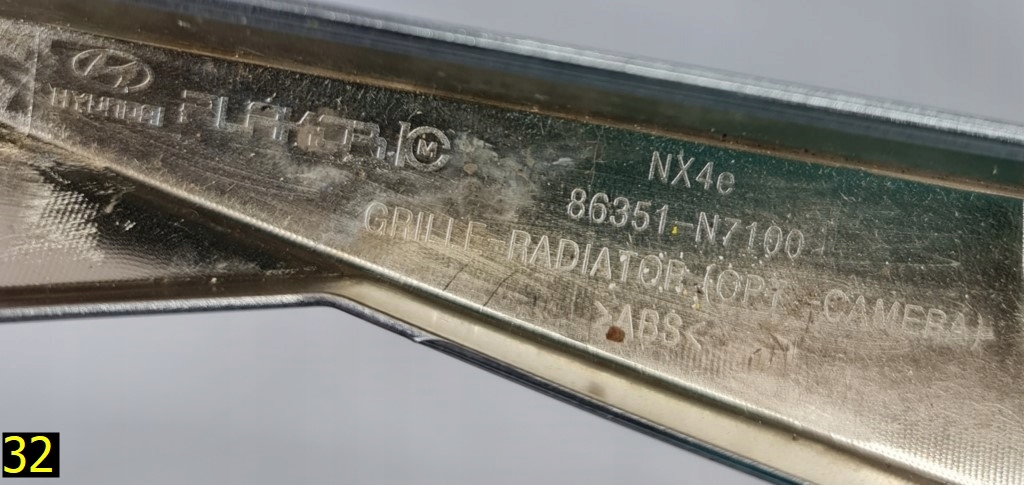 HYUNDAI
NX4e
86351-N7100
GRILLE-RADIATOR (OPT CAMERA)
>ABS<
32